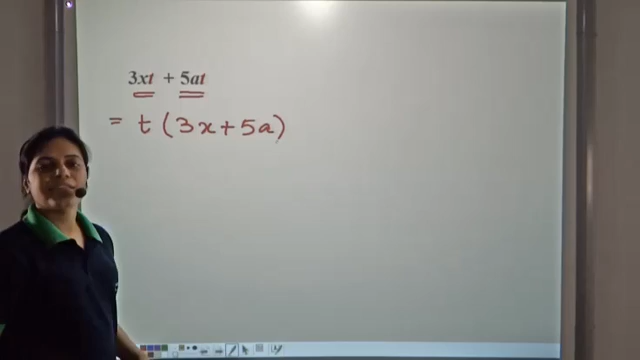 3xt + 5at
= t (3x+5a)